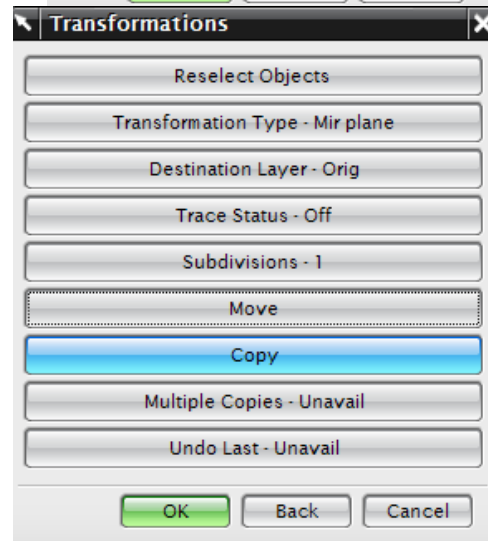 Transformations
Reselect Objects
Transformation Type - Mir plane
Destination Layer - Orig
Trace Status - Off
Subdivisions - 1
Move
Copy
Multiple Copies - Unavail
Undo Last - Unavail
OK Back Cancel